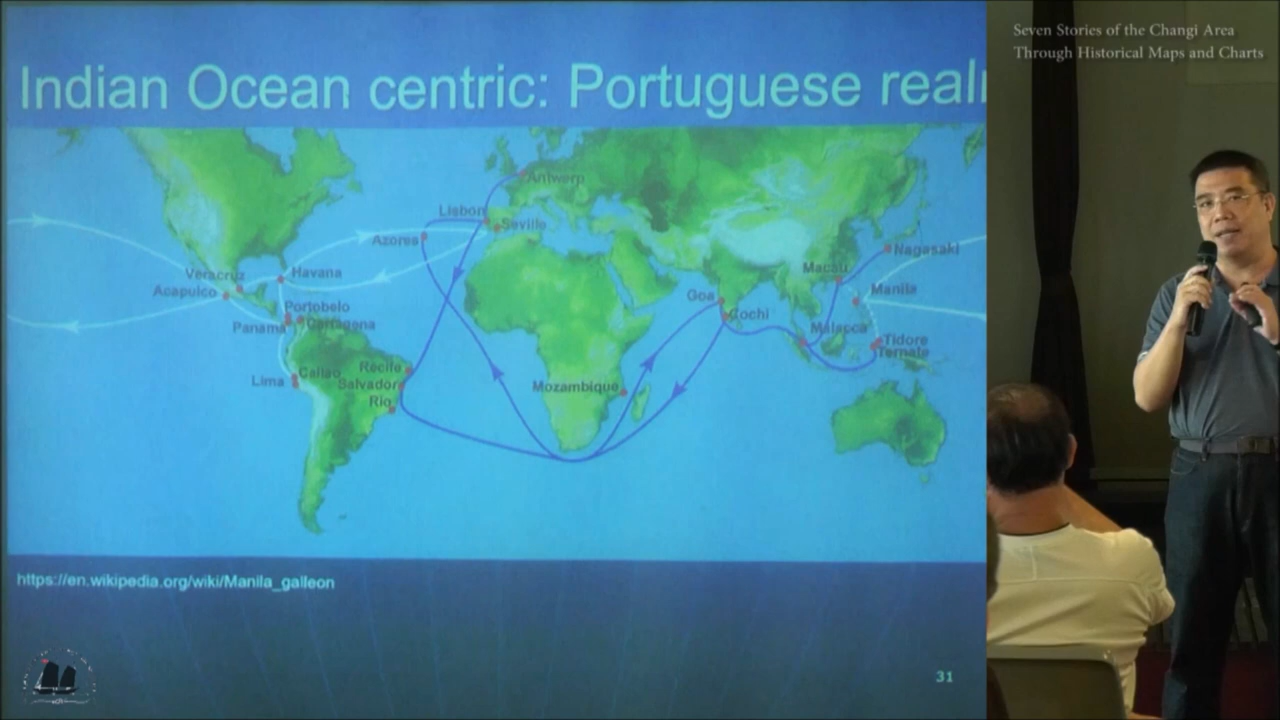 Seven Stories of the Changi Area
Through Historical Maps and Charts
Indian Ocean centric: Portuguese real
Antwerp
Lisbon
Seville
Azores
Nagasaki
Macau
Veracruz
Havana
Acapulco
Manila
Goa
Portobelo
Cochi
Panama
Cartagena
Malacca
Tidore
Ternate
Callao
Recife
Lima
Salvador
Mozambique
Rio
https://en.wikipedia.org/wiki/Manila_galleon
31